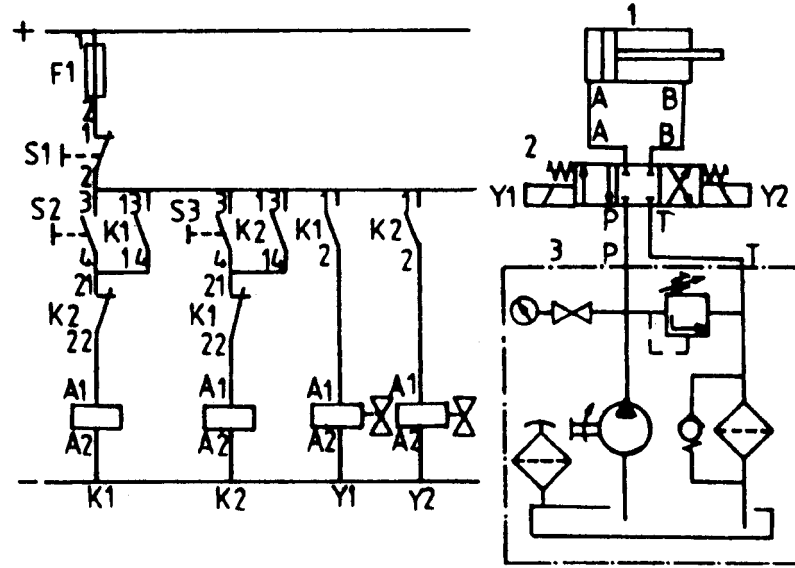 + 1
F1
2
1
S1
2
S2 3 13 S3 3 13 1 1
K1 K2 K1 K2
4 14 4 14 2 2
21 21
K2 K1
22 22
A1 A1 A1 A1
A2 A2 A2 A2
−
K1 K2 Y1 Y2
1
A B
A B
2
Y1 Y2
P T
3 P T